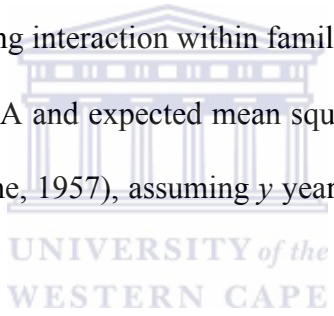 ng interaction within famil
A and expected mean squ
ne, 1957), assuming y year
UNIVERSITY of the
WESTERN CAPE